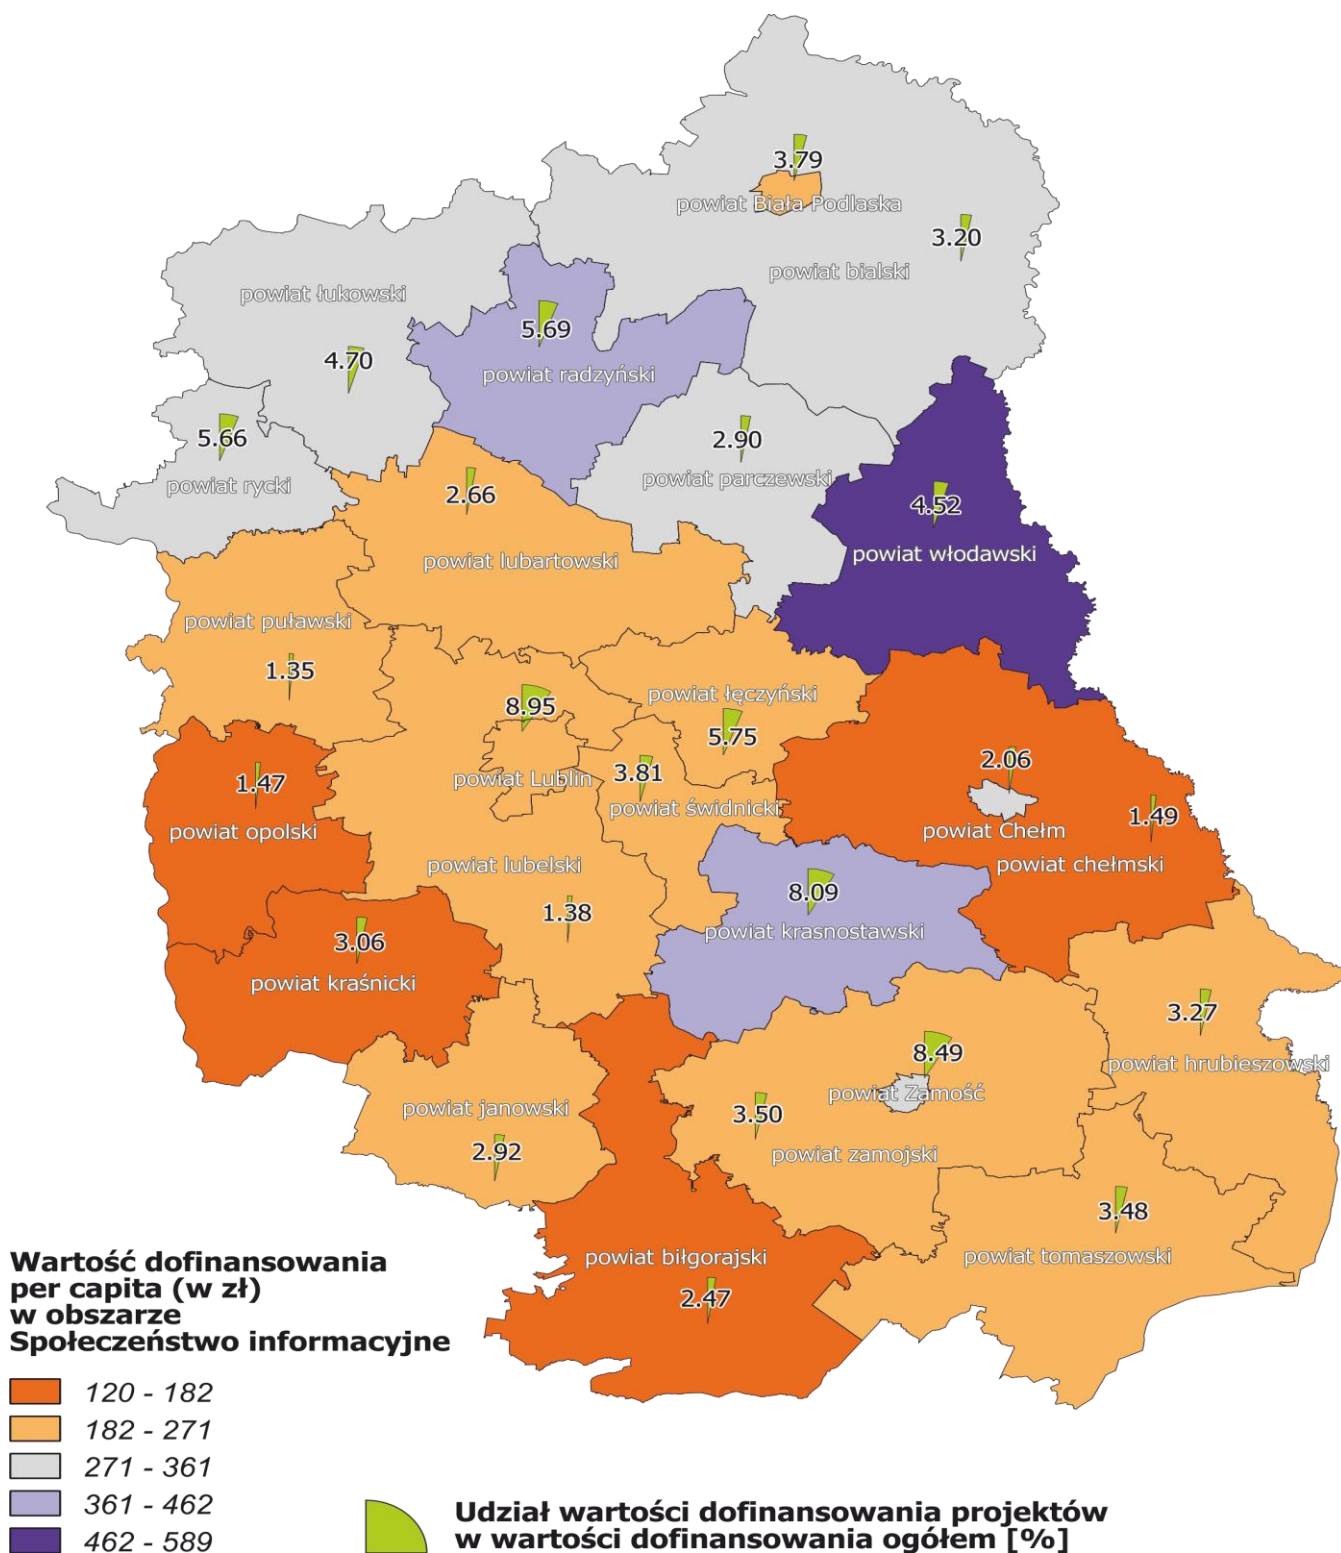 3.79
powiat Biała Podlaska
3.20
powiat bialski
powiat łukowski
5.69
4.70
powiat radzyński
5.66
2.90
powiat rycki
powiat parczewski
2.66
4.52
powiat lubartowski
powiat włodawski
powiat puławski
1.35
powiat łęczyński
8.95
5.75
2.06
1.47
powiat Lublin
3.81
powiat świdnicki
1.49
powiat opolski
powiat Chełm
powiat lubelski
powiat chełmski
8.09
1.38
3.06
powiat krasnostawski
powiat kraśnicki
3.27
8.49
powiat hrubieszowski
powiat Zamość
powiat janowski
3.50
2.92
powiat zamojski
3.48
powiat biłgorajski
powiat tomaszowski
2.47
Wartość dofinansowania
per capita (w zł)
w obszarze
Społeczeństwo informacyjne
120 - 182
182 - 271
271 - 361
361 - 462
462 - 589
Udział wartości dofinansowania projektów
w wartości dofinansowania ogółem [%]